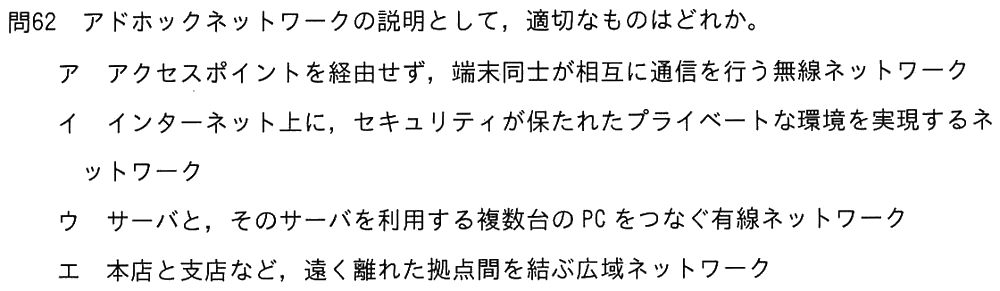 問62 アドホックネットワークの説明として，適切なものはどれか。
ア アクセスポイントを経由せず，端末同士が相互に通信を行う無線ネットワーク
イ インターネット上に，セキュリティが保たれたプライベートな環境を実現するネ
ットワーク
ウ サーバと，そのサーバを利用する複数台のPCをつなぐ有線ネットワーク
エ 本店と支店など，遠く離れた拠点間を結ぶ広域ネットワーク